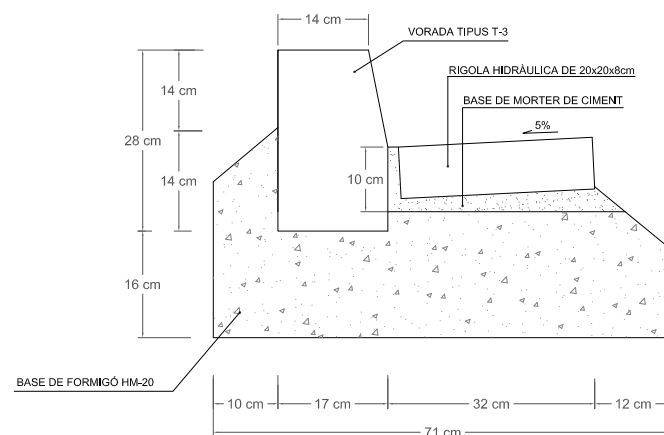 14 cm
VORADA TIPUS T-3
RIGOLA HIDRÀULICA DE 20x20x8cm
BASE DE MORTER DE CIMENT
5%
14 cm
28 cm
14 cm
10 cm
16 cm
BASE DE FORMIGÓ HM-20
10 cm
17 cm
32 cm
12 cm
71 cm